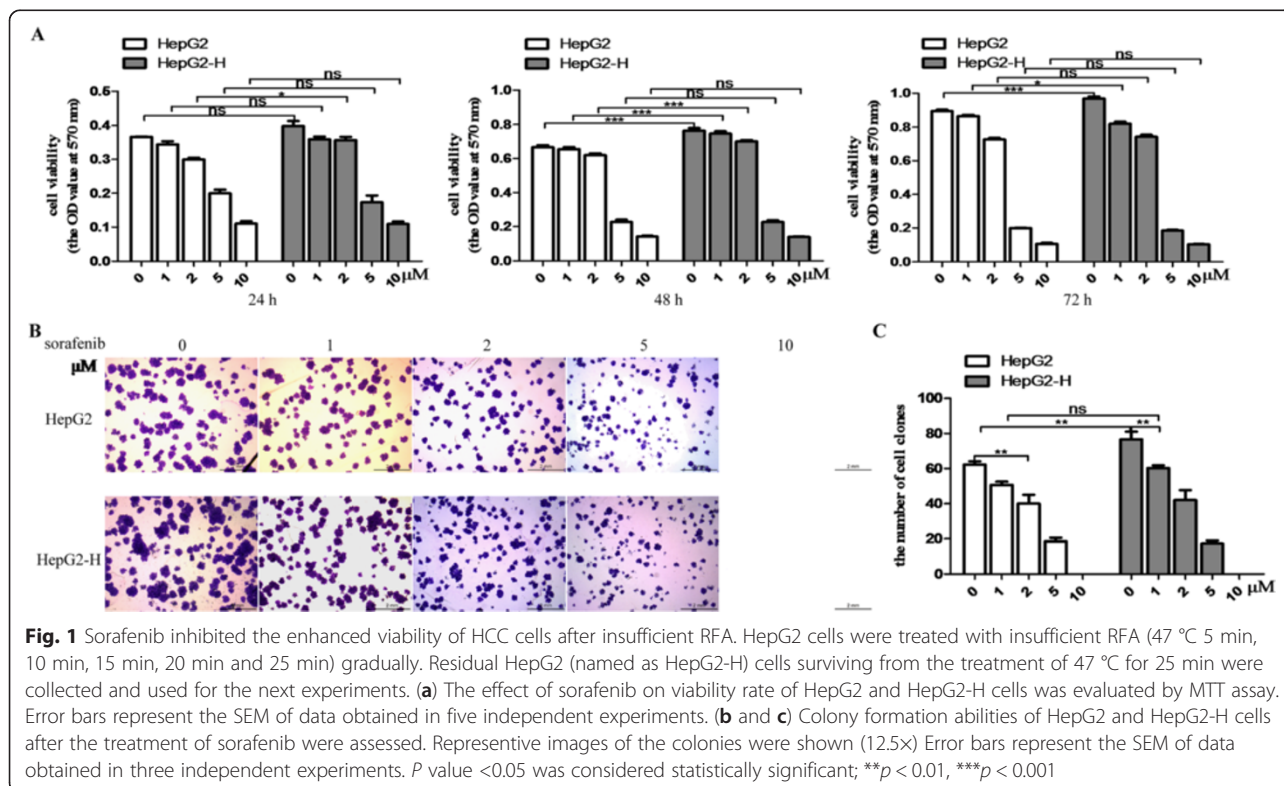 A
HepG2
HepG2-H
ns
ns
*
ns
ns
cell viability
(the OD value at 570 nm)
0.6
0.5
0.4
0.3
0.2
0.1
0.0
0 1 2 5 10 0 1 2 5 10 μM
24 h
HepG2
HepG2-H
ns
ns
***
***
***
cell viability
(the OD value at 570 nm)
1.0
0.8
0.6
0.4
0.2
0.0
0 1 2 5 10 0 1 2 5 10 μM
48 h
HepG2
HepG2-H
ns
ns
ns
*
***
cell viability
(the OD value at 570 nm)
1.0
0.8
0.6
0.4
0.2
0.0
0 1 2 5 10 0 1 2 5 10 μM
72 h
B
sorafenib 0 1 2 5 10
μM
HepG2
2 mm
HepG2-H
2 mm
C
HepG2
HepG2-H
ns
** **
**
the number of cell clones
100
80
60
40
20
0
0 1 2 5 10 0 1 2 5 10 μM
Fig. 1 Sorafenib inhibited the enhanced viability of HCC cells after insufficient RFA. HepG2 cells were treated with insufficient RFA (47 °C 5 min,
10 min, 15 min, 20 min and 25 min) gradually. Residual HepG2 (named as HepG2-H) cells surviving from the treatment of 47 °C for 25 min were
collected and used for the next experiments. (a) The effect of sorafenib on viability rate of HepG2 and HepG2-H cells was evaluated by MTT assay.
Error bars represent the SEM of data obtained in five independent experiments. (b and c) Colony formation abilities of HepG2 and HepG2-H cells
after the treatment of sorafenib were assessed. Representive images of the colonies were shown (12.5×) Error bars represent the SEM of data
obtained in three independent experiments. P value <0.05 was considered statistically significant; **p < 0.01, ***p < 0.001